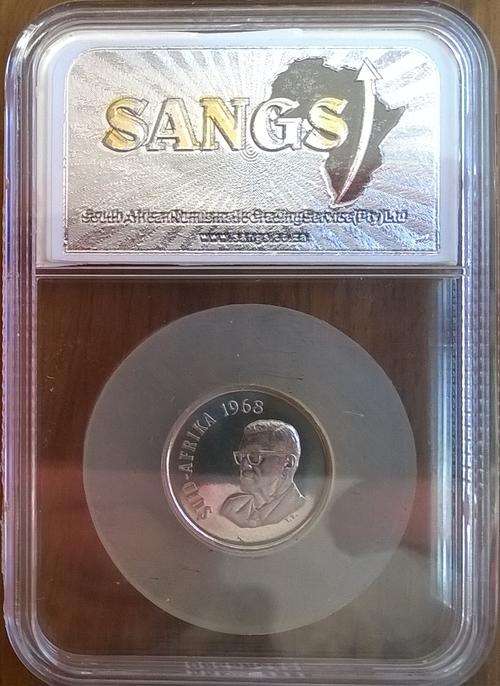 SANGS
South African Numismatic Grading Service (Pty) Ltd
www.sangs.co.za
SUID-AFRIKA 1968